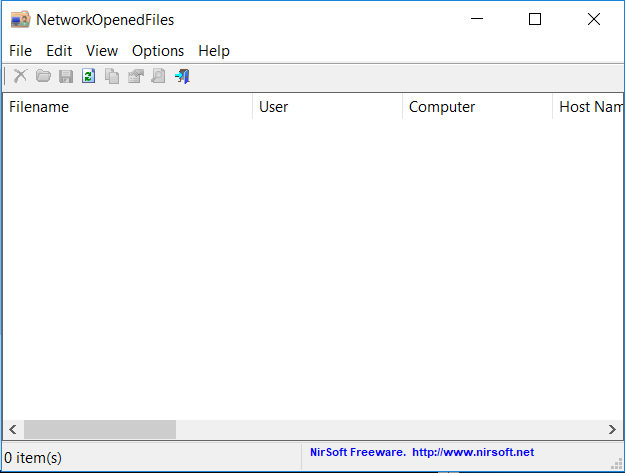 NetworkOpenedFiles
File Edit View Options Help
Filename User Computer Host Nam
0 item(s) NirSoft Freeware. http://www.nirsoft.net